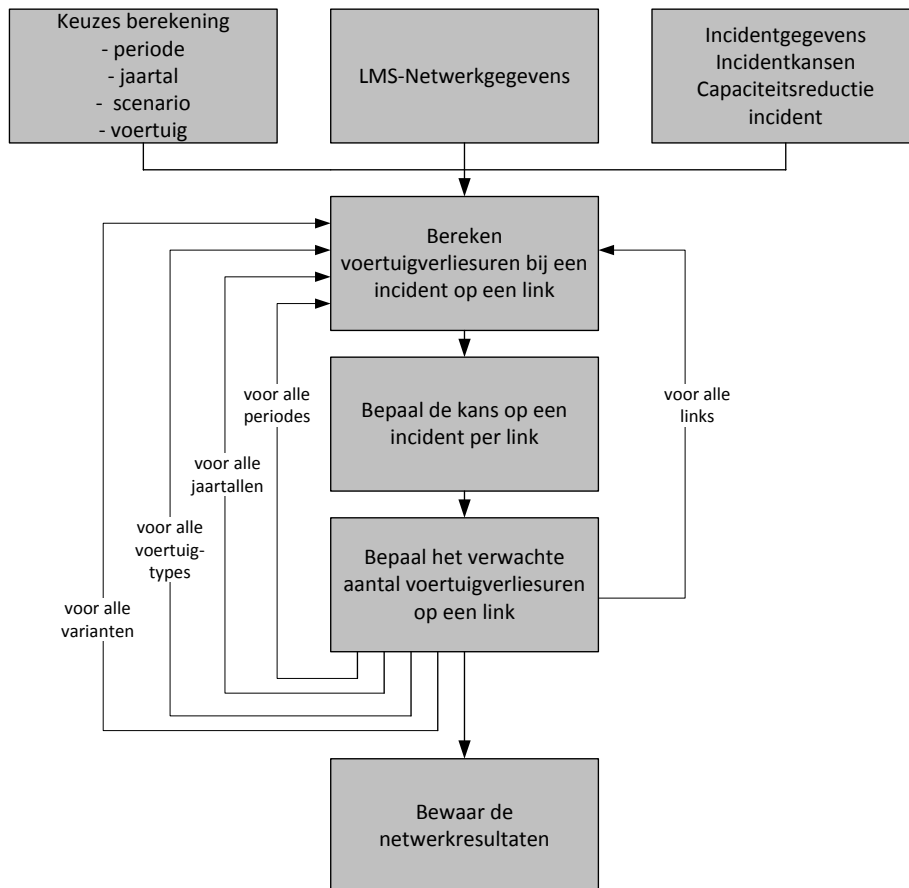 Keuzes berekening
- periode
- jaartal
- scenario
- voertuig
LMS-Netwerkgegevens
Incidentgegevens
Incidentkansen
Capaciteitsreductie
incident
Bereken
voertuigverliesuren bij een
incident op een link
voor alle
periodes
voor alle
links
Bepaal de kans op een
incident per link
voor alle
jaartallen
voor alle
voertuig-
types
Bepaal het verwachte
aantal voertuigverliesuren
op een link
voor alle
varianten
Bewaar de
netwerkresultaten